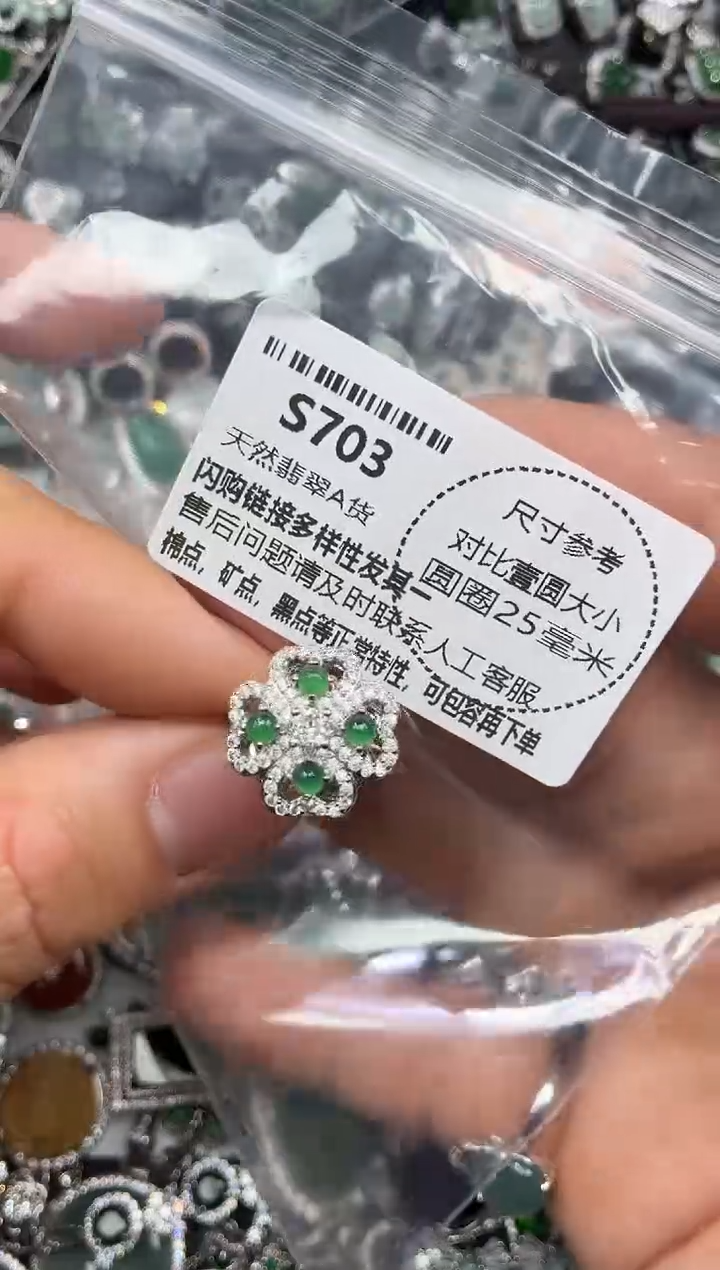 S703
天然翡翠A货
闪购链接多样性发其一
售后问题请及时联系人工客服
棉点，矿点，黑点等正常特性，可包容再下单
尺寸参考
对比壹圆大小
圆圈25毫米